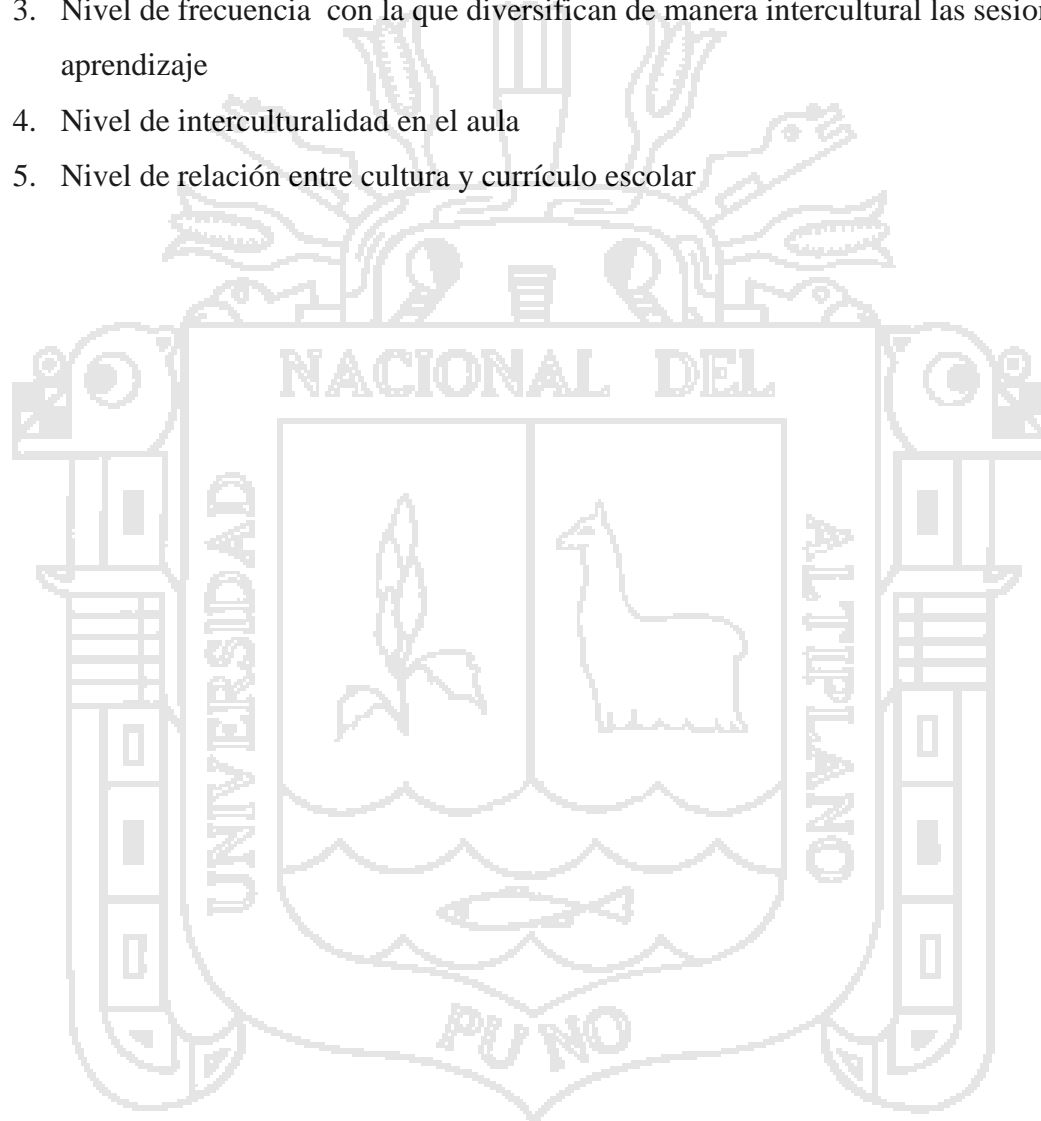 3. Nivel de frecuencia con la que diversifican de manera intercultural las
aprendizaje
4. Nivel de interculturalidad en el aula
5. Nivel de relación entre cultura y currículo escolar
NACIONAL DEL
UNIVERSIDAD
ALTIPLANO
PUNO